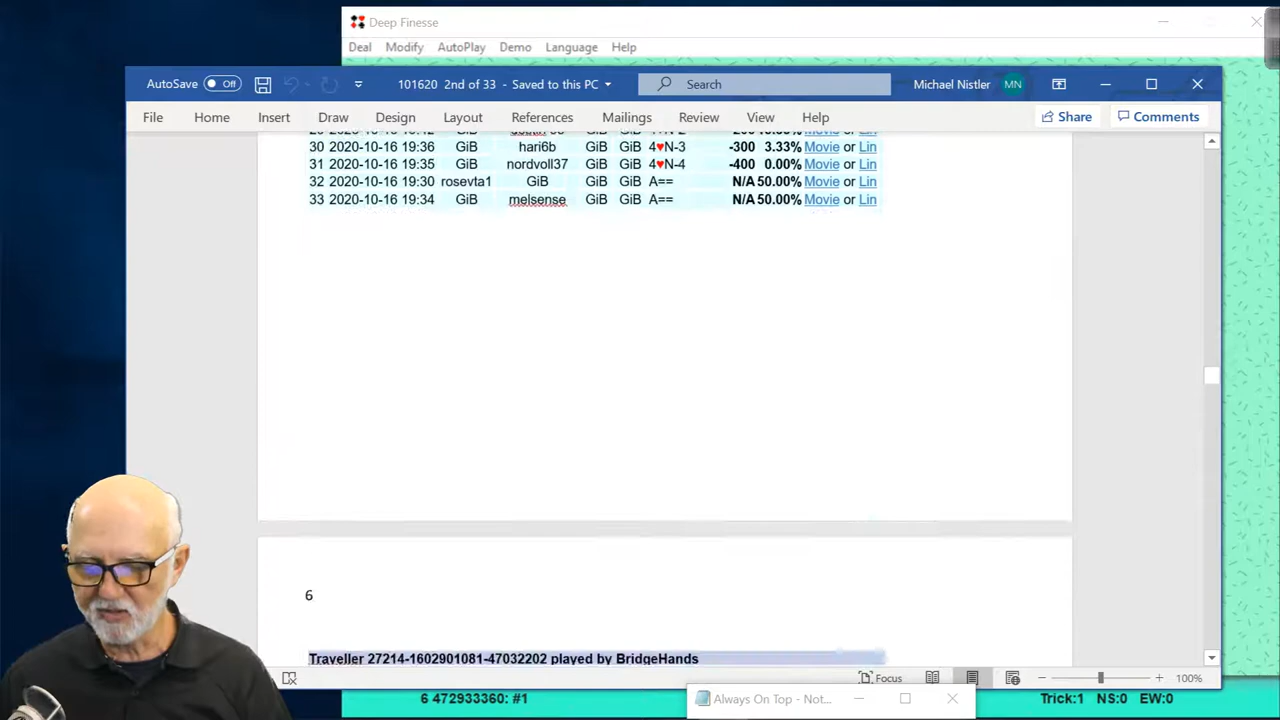 Deep Finesse
Deal Modify AutoPlay Demo Language Help
AutoSave Off 101620 2nd of 33 - Saved to this PC Search Michael Nistler MN
File Home Insert Draw Design Layout References Mailings Review View Help Share Comments
30 2020-10-16 19:36 GiB hari6b GiB GiB 4♥N-3 -300 3.33% Movie or Lin
31 2020-10-16 19:35 GiB nordvoll37 GiB GiB 4♥N-4 -400 0.00% Movie or Lin
32 2020-10-16 19:30 rosevta1 GiB GiB GiB A== N/A 50.00% Movie or Lin
33 2020-10-16 19:34 GiB melsense GiB GiB A== N/A 50.00% Movie or Lin
6
Traveller 27214-1602901081-47032202 played by BridgeHands
Focus 100%
6 472933360: #1 Always On Top - Not... Trick:1 NS:0 EW:0